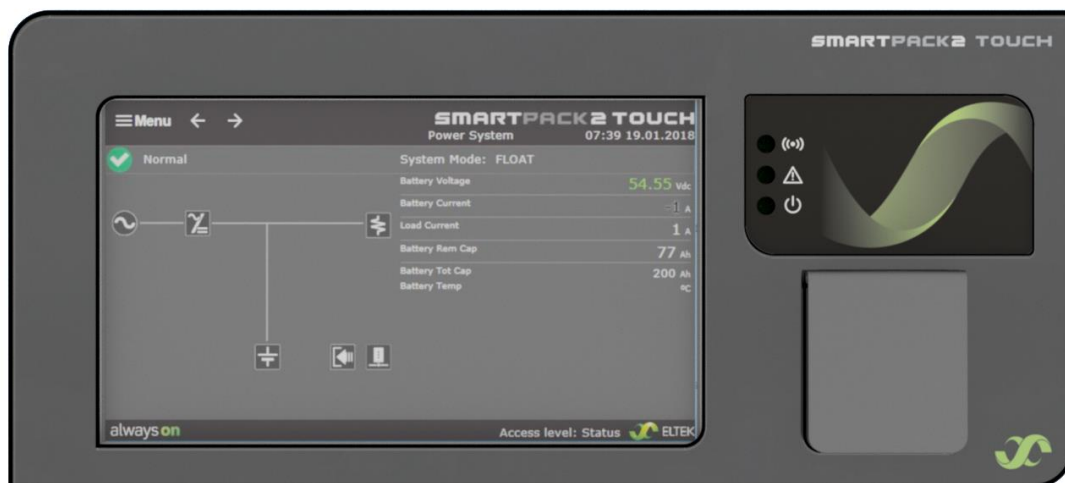 SMARTPACK2 TOUCH
Menu
SMARTPACK2 TOUCH
Power System 07:39 19.01.2018
Normal
System Mode: FLOAT
Battery Voltage 54.55 Vdc
Battery Current -1 A
Load Current 1 A
Battery Rem Cap 77 Ah
Battery Tot Cap 200 Ah
Battery Temp ºC
always on
Access level: Status ELTEK